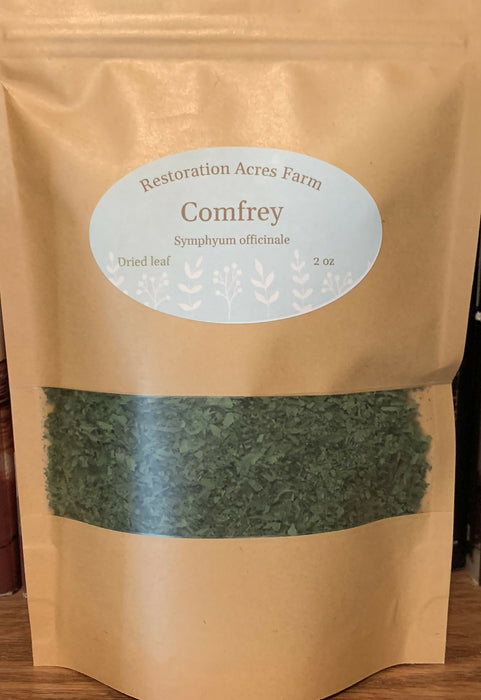 Restoration Acres Farm
Comfrey
Symphyum officinale
Dried leaf 2 oz